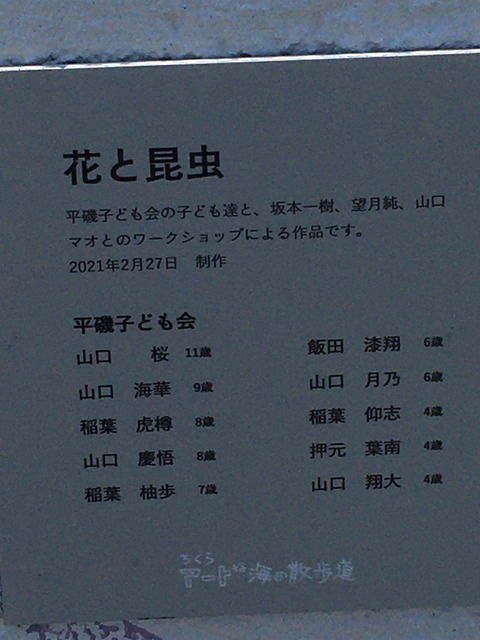 花と昆虫
平磯子ども会の子ども達と、坂本一樹、望月純、山口
マオとのワークショップによる作品です。
2021年2月27日 制作
平磯子ども会
山口 桜 11歳
山口 海華 9歳
稲葉 虎樽 8歳
山口 慶悟 8歳
稲葉 柚歩 7歳
飯田 漆翔 6歳
山口 月乃 6歳
稲葉 仰志 4歳
押元 葉南 4歳
山口 翔大 4歳
ちくら
アートな海の散歩道